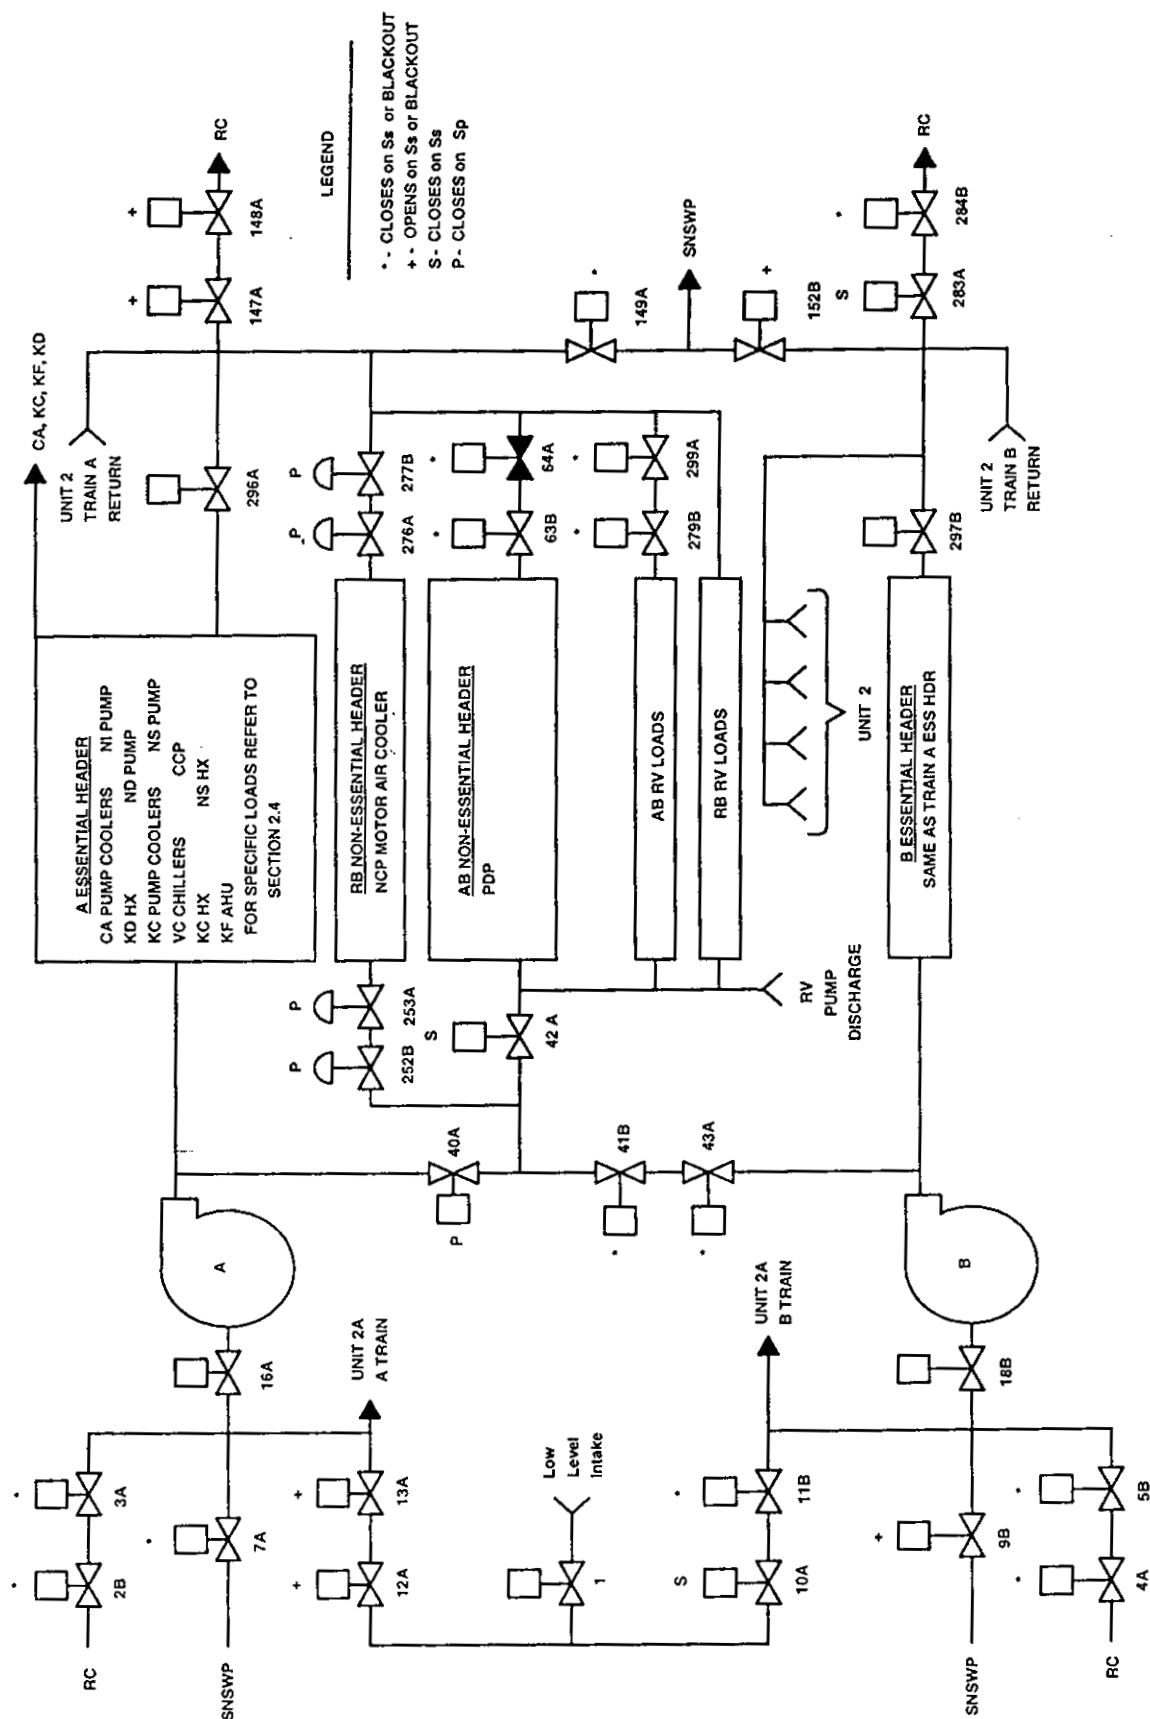 RC
2B
3A
*
*
SNSWP
7A
*
16A
12A
13A
+
+
UNIT 2A
A TRAIN
1
Low
Level
Intake
10A
11B
S
*
UNIT 2A
B TRAIN
SNSWP
9B
+
18B
RC
4A
5B
*
*
A
B
40A
P
41B
*
43A
*
A ESSENTIAL HEADER
CA PUMP COOLERS NI PUMP
KD HX ND PUMP
KC PUMP COOLERS NS PUMP
VC CHILLERS CCP
KC HX NS HX
KF AHU
FOR SPECIFIC LOADS REFER TO
SECTION 2.4
CA, KC, KF, KD
UNIT 2
TRAIN A
RETURN
296A
147A
148A
+
+
RC
252B
253A
P
P
RB NON-ESSENTIAL HEADER
NCP MOTOR AIR COOLER
276A
277B
P
P
42 A
S
AB NON-ESSENTIAL HEADER
PDP
63B
64A
*
*
AB RV LOADS
279B
299A
*
*
RB RV LOADS
RV
PUMP
DISCHARGE
149A
*
SNSWP
152B
+
UNIT 2
B ESSENTIAL HEADER
SAME AS TRAIN A ESS HDR
297B
UNIT 2
TRAIN B
RETURN
283A
S
284B
*
RC
LEGEND
* - CLOSES on Ss or BLACKOUT
+ - OPENS on Ss or BLACKOUT
S - CLOSES on Ss
P - CLOSES on Sp